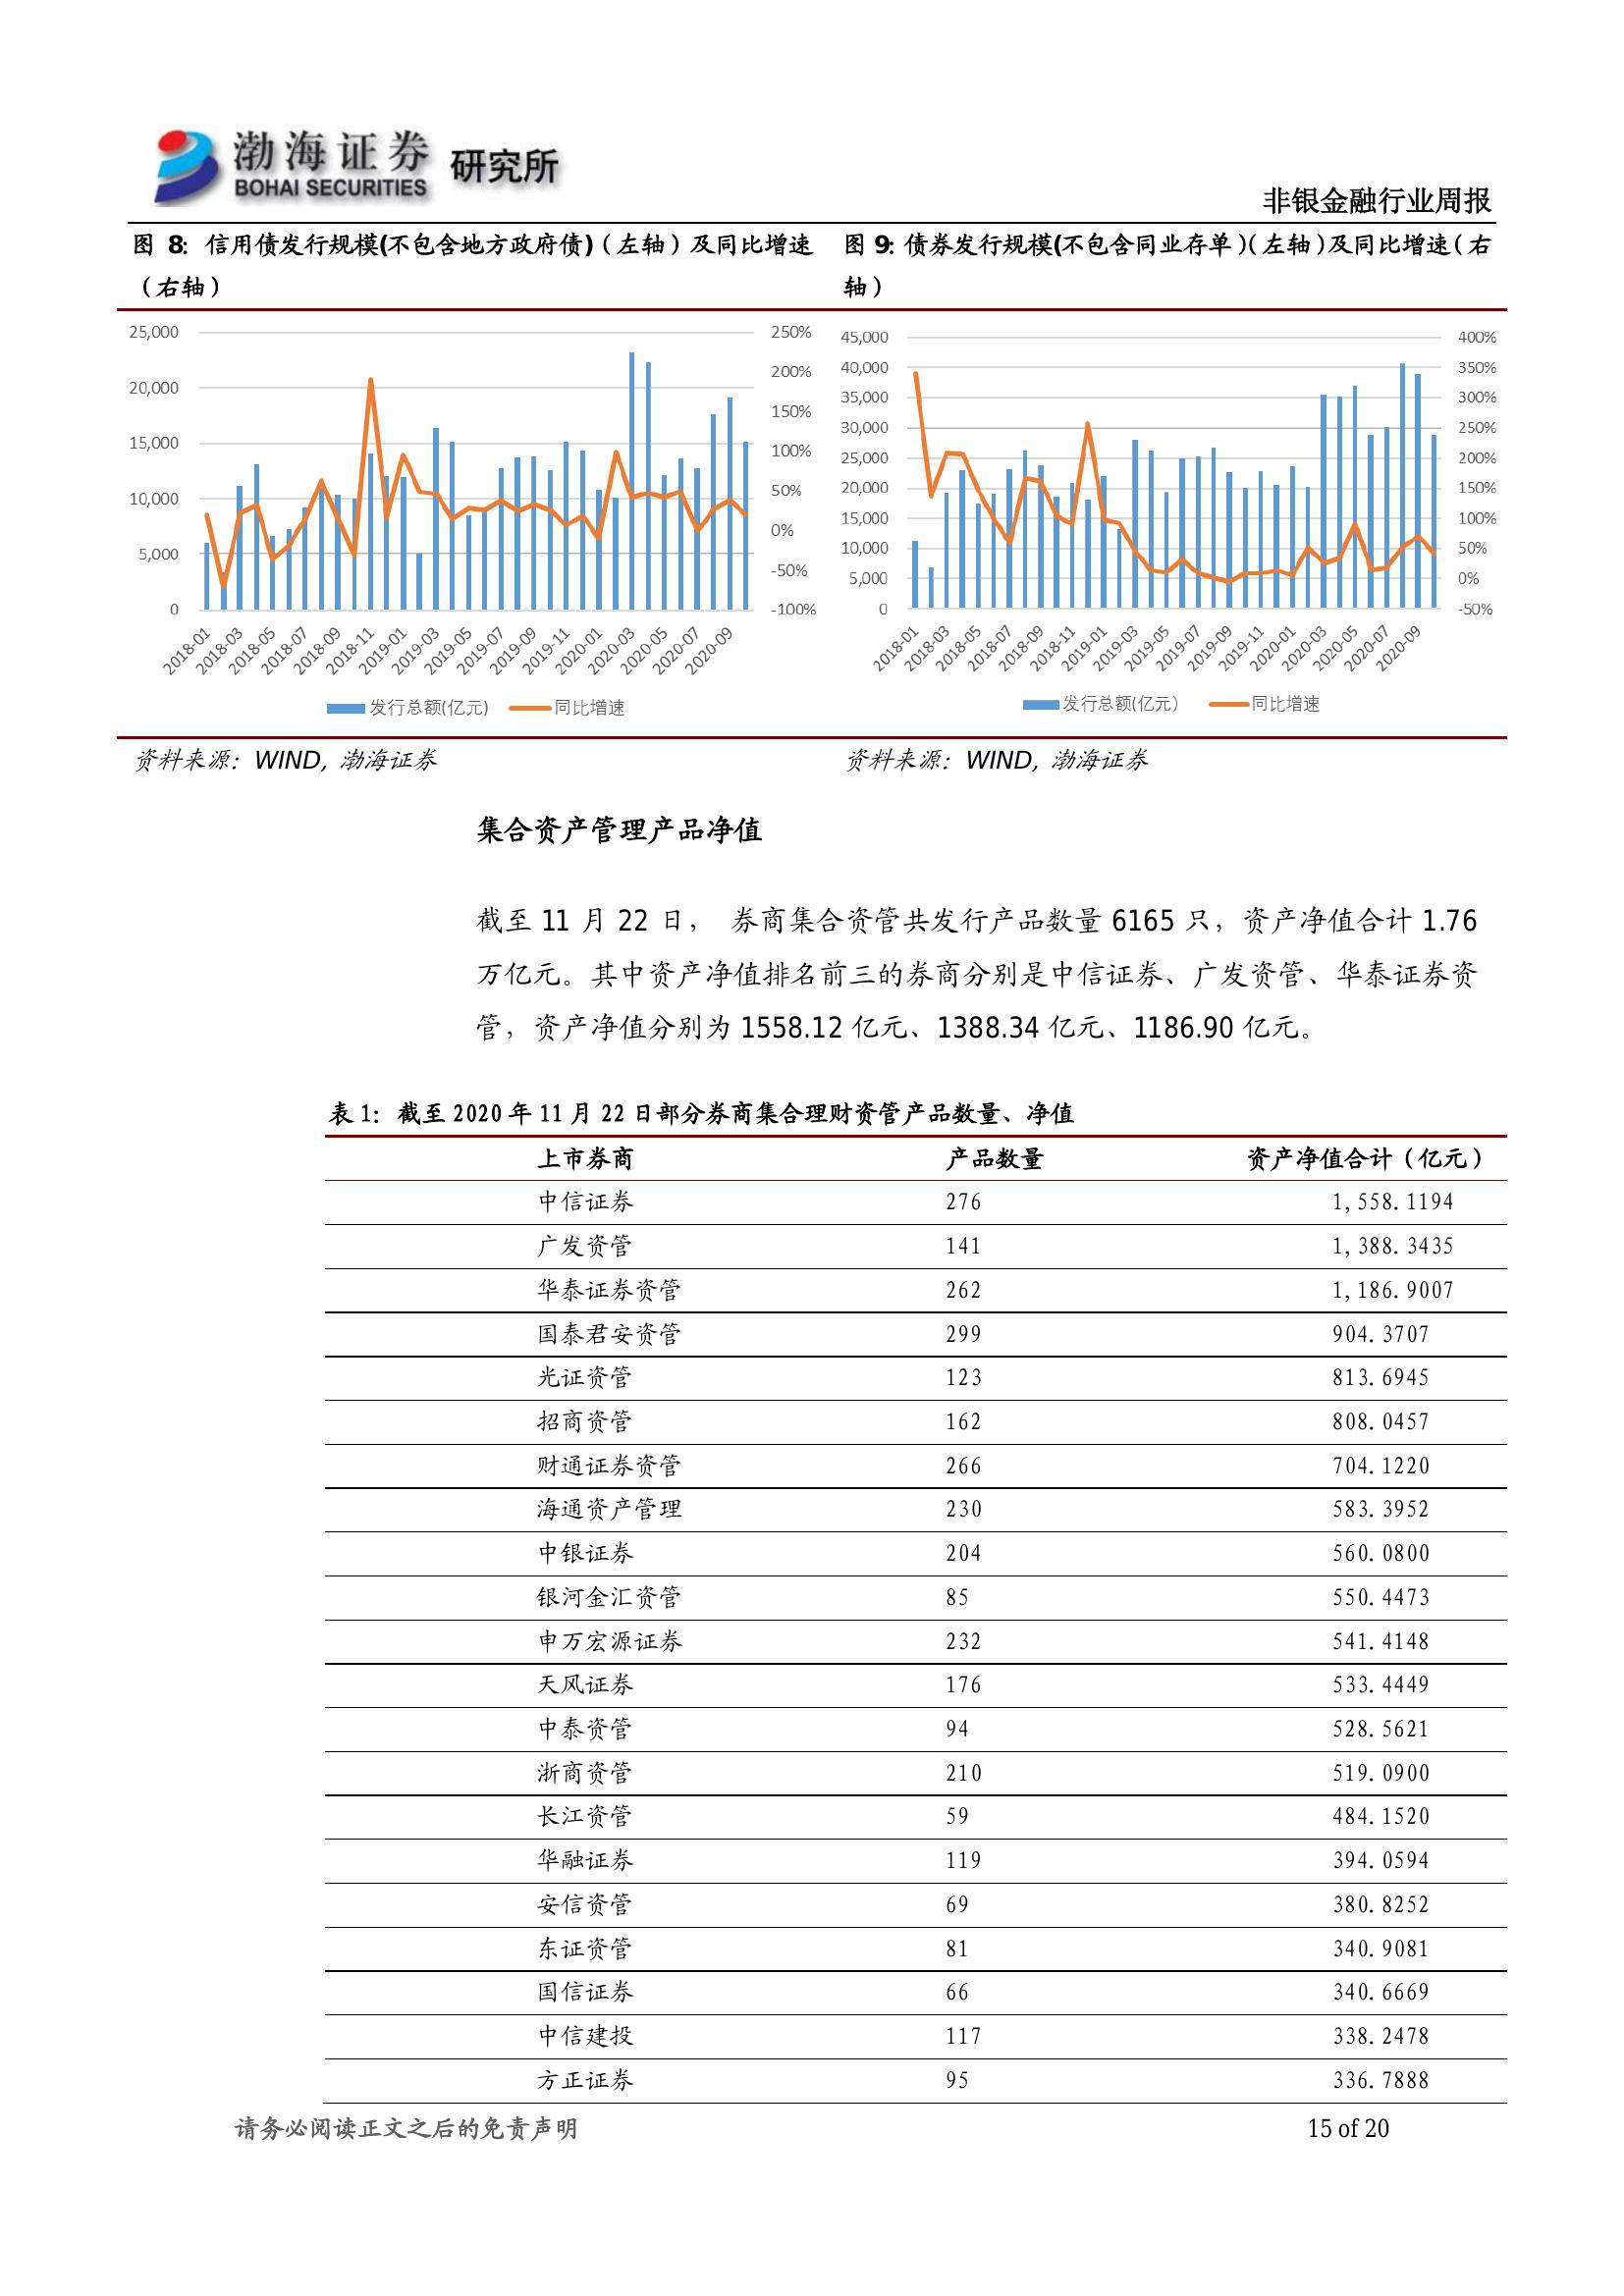 渤海证券 研究所
BOHAI SECURITIES
非银金融行业周报
图 8：信用债发行规模(不包含地方政府债)（左轴）及同比增速
（右轴）
25,000
20,000
15,000
10,000
5,000
0
250%
200%
150%
100%
50%
0%
-50%
-100%
2018-01 2018-03 2018-05 2018-07 2018-09 2018-11 2019-01 2019-03 2019-05 2019-07 2019-09 2019-11 2020-01 2020-03 2020-05 2020-07 2020-09
发行总额(亿元) 同比增速
图 9: 债券发行规模(不包含同业存单)（左轴）及同比增速（右
轴）
45,000
40,000
35,000
30,000
25,000
20,000
15,000
10,000
5,000
0
400%
350%
300%
250%
200%
150%
100%
50%
0%
-50%
2018-01 2018-03 2018-05 2018-07 2018-09 2018-11 2019-01 2019-03 2019-05 2019-07 2019-09 2019-11 2020-01 2020-03 2020-05 2020-07 2020-09
发行总额(亿元） 同比增速
资料来源：WIND, 渤海证券
资料来源：WIND, 渤海证券
集合资产管理产品净值
截至 11 月 22 日， 券商集合资管共发行产品数量 6165 只，资产净值合计 1.76
万亿元。其中资产净值排名前三的券商分别是中信证券、广发资管、华泰证券资
管，资产净值分别为 1558.12 亿元、1388.34 亿元、1186.90 亿元。
表 1：截至 2020 年 11 月 22 日部分券商集合理财资管产品数量、净值
上市券商 产品数量 资产净值合计（亿元）
中信证券 276 1,558.1194
广发资管 141 1,388.3435
华泰证券资管 262 1,186.9007
国泰君安资管 299 904.3707
光证资管 123 813.6945
招商资管 162 808.0457
财通证券资管 266 704.1220
海通资产管理 230 583.3952
中银证券 204 560.0800
银河金汇资管 85 550.4473
申万宏源证券 232 541.4148
天风证券 176 533.4449
中泰资管 94 528.5621
浙商资管 210 519.0900
长江资管 59 484.1520
华融证券 119 394.0594
安信资管 69 380.8252
东证资管 81 340.9081
国信证券 66 340.6669
中信建投 117 338.2478
方正证券 95 336.7888
请务必阅读正文之后的免责声明 15 of 20